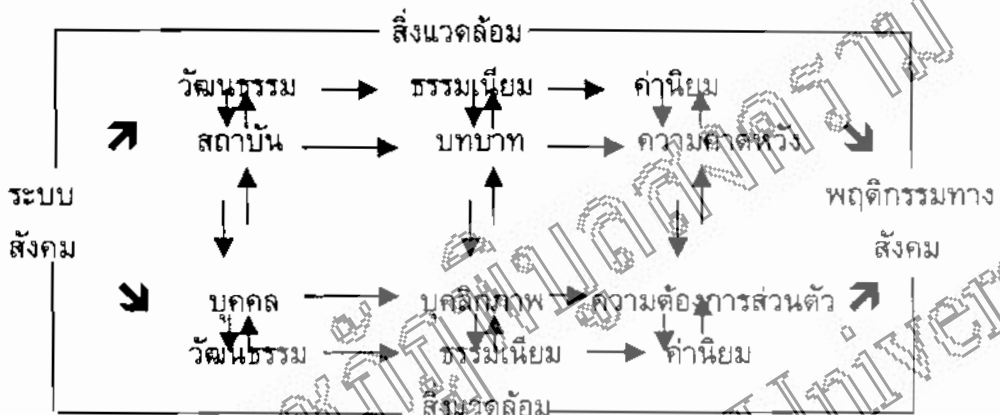 สิ่งแวดล้อม
วัฒนธรรม ธรรมเนียม ค่านิยม
สถาบัน บทบาท ความคาดหวัง
ระบบ พฤติกรรมทาง
สังคม สังคม
บุคคล บุคลิกภาพ ความต้องการส่วนตัว
วัฒนธรรม ธรรมเนียม ค่านิยม
สิ่งแวดล้อม